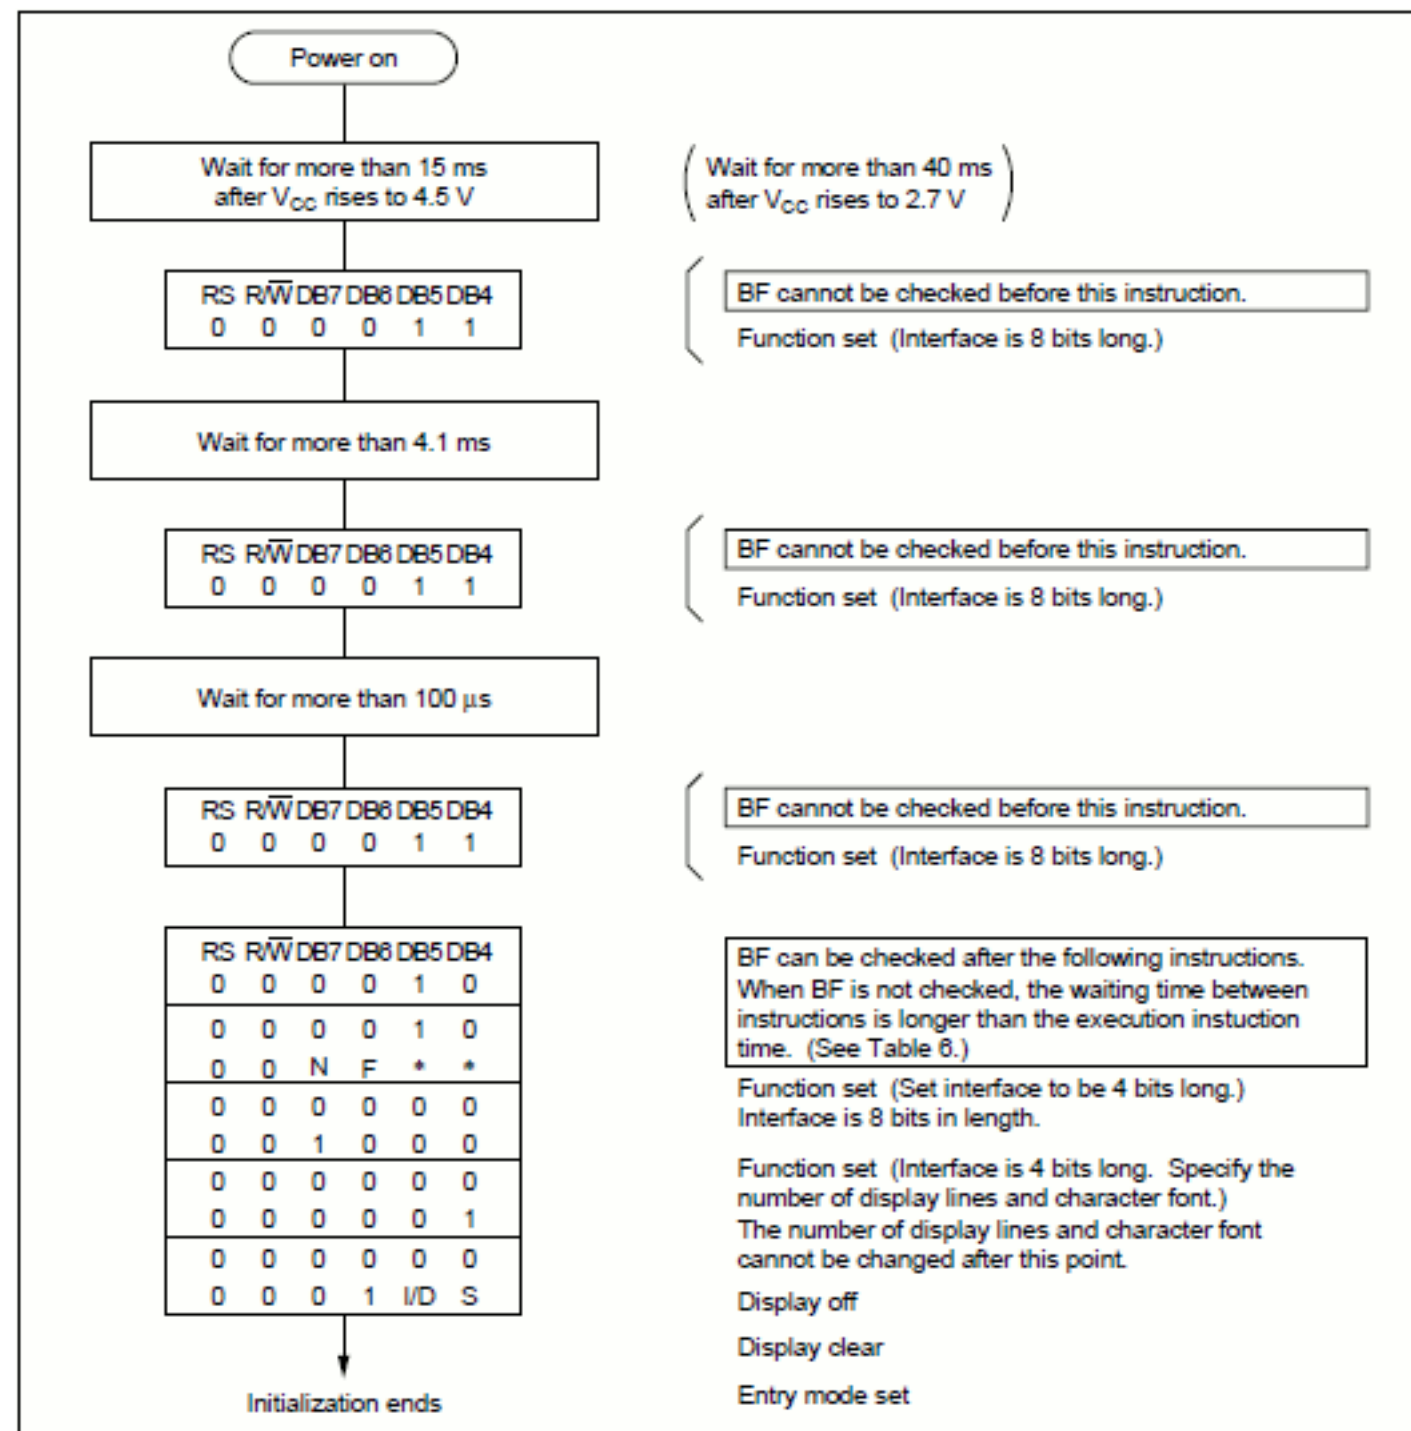 Power on
Wait for more than 15 ms
after VCC rises to 4.5 V
Wait for more than 40 ms
after VCC rises to 2.7 V
RS R/W̅ DB7 DB6 DB5 DB4
0 0 0 0 1 1
BF cannot be checked before this instruction.
Function set (Interface is 8 bits long.)
Wait for more than 4.1 ms
RS R/W̅ DB7 DB6 DB5 DB4
0 0 0 0 1 1
BF cannot be checked before this instruction.
Function set (Interface is 8 bits long.)
Wait for more than 100 μs
RS R/W̅ DB7 DB6 DB5 DB4
0 0 0 0 1 1
BF cannot be checked before this instruction.
Function set (Interface is 8 bits long.)
RS R/W̅ DB7 DB6 DB5 DB4
0 0 0 0 1 0
0 0 0 0 1 0
0 0 N F * *
0 0 0 0 0 0
0 0 1 0 0 0
0 0 0 0 0 0
0 0 0 0 0 1
0 0 0 0 0 0
0 0 0 1 I/D S
Initialization ends
BF can be checked after the following instructions.
When BF is not checked, the waiting time between
instructions is longer than the execution instuction
time. (See Table 6.)
Function set (Set interface to be 4 bits long.)
Interface is 8 bits in length.
Function set (Interface is 4 bits long. Specify the
number of display lines and character font.)
The number of display lines and character font
cannot be changed after this point.
Display off
Display clear
Entry mode set